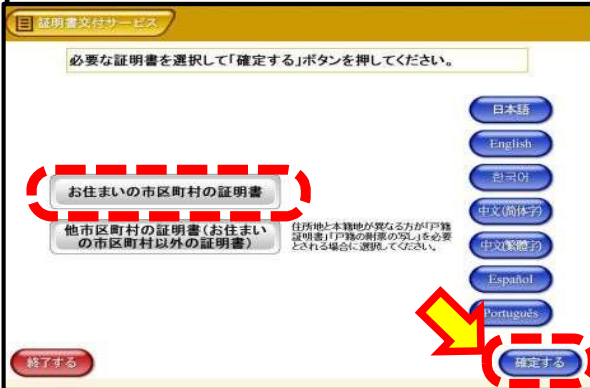 証明書交付サービス
必要な証明書を選択して「確定する」ボタンを押してください。
日本語
English
한국어
中文(简体字)
中文(繁體字)
Español
Português
お住まいの市区町村の証明書
他市区町村の証明書(お住まい
の市区町村以外の証明書)
住所地と本籍地が異なる方が「戸籍
証明書」「戸籍の附票の写し」を必要
とされる場合に選択してください。
終了する
確定する